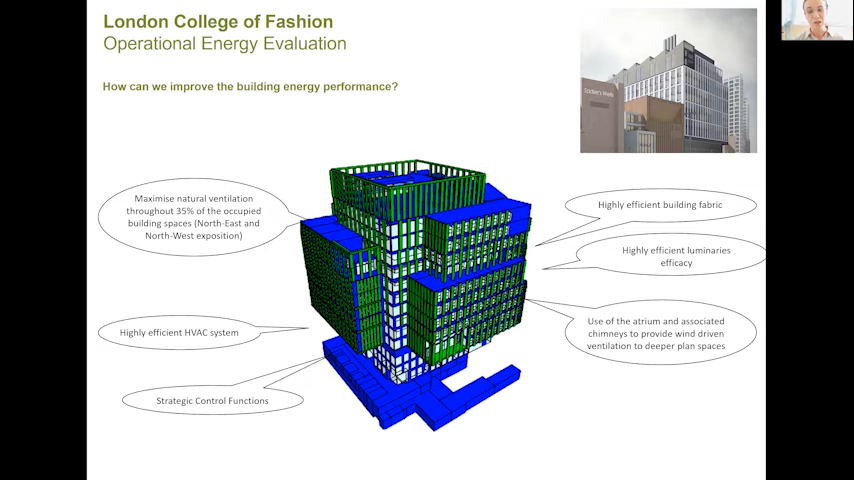 London College of Fashion
Operational Energy Evaluation
How can we improve the building energy performance?
Sadler's Wells
Maximise natural ventilation
throughout 35% of the occupied
building spaces (North-East and
North-West exposition)
Highly efficient building fabric
Highly efficient luminaries
efficacy
Highly efficient HVAC system
Use of the atrium and associated
chimneys to provide wind driven
ventilation to deeper plan spaces
Strategic Control Functions